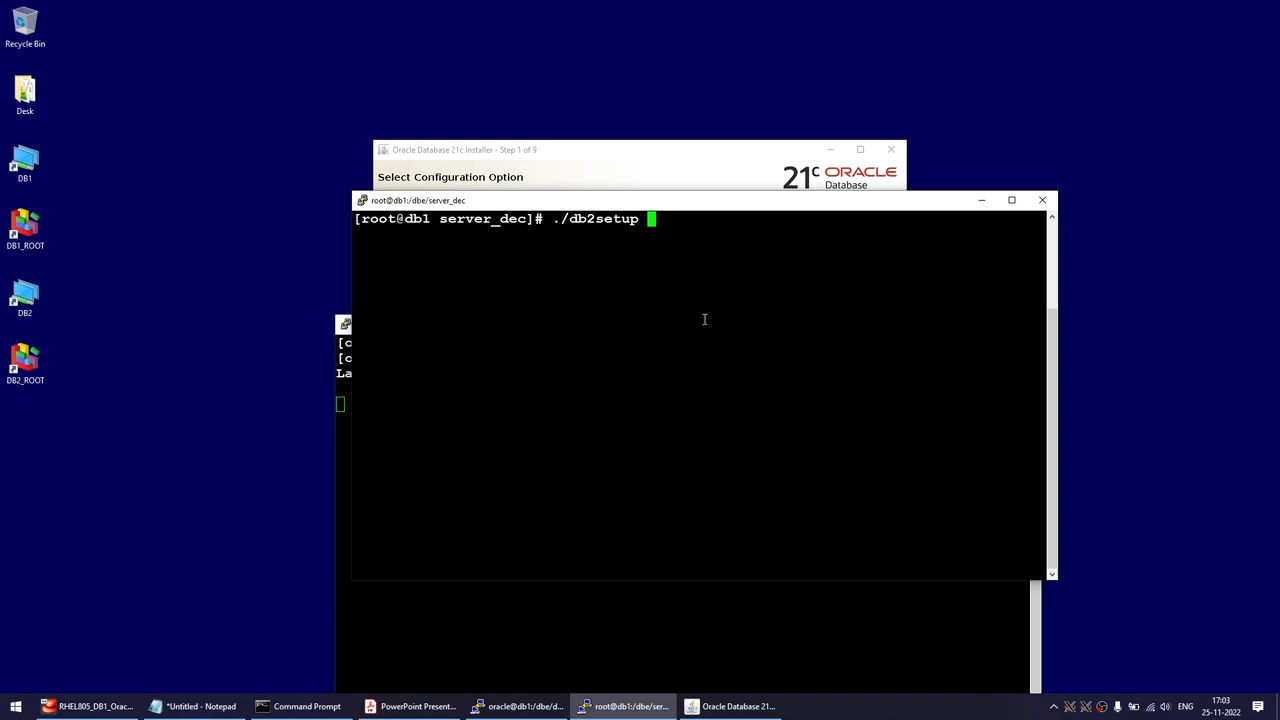 Recycle Bin
Desk
DB1
DB1_ROOT
DB2
DB2_ROOT
Oracle Database 21c Installer - Step 1 of 9
Select Configuration Option
21c ORACLE
Database
root@db1:/dbe/server_dec
[root@db1 server_dec]# ./db2setup
[c
[c
La
RHEL805_DB1_Orac...
*Untitled - Notepad
Command Prompt
PowerPoint Present...
oracle@db1:/dbe/d...
root@db1:/dbe/ser...
Oracle Database 21...
ENG
17:03
25-11-2022